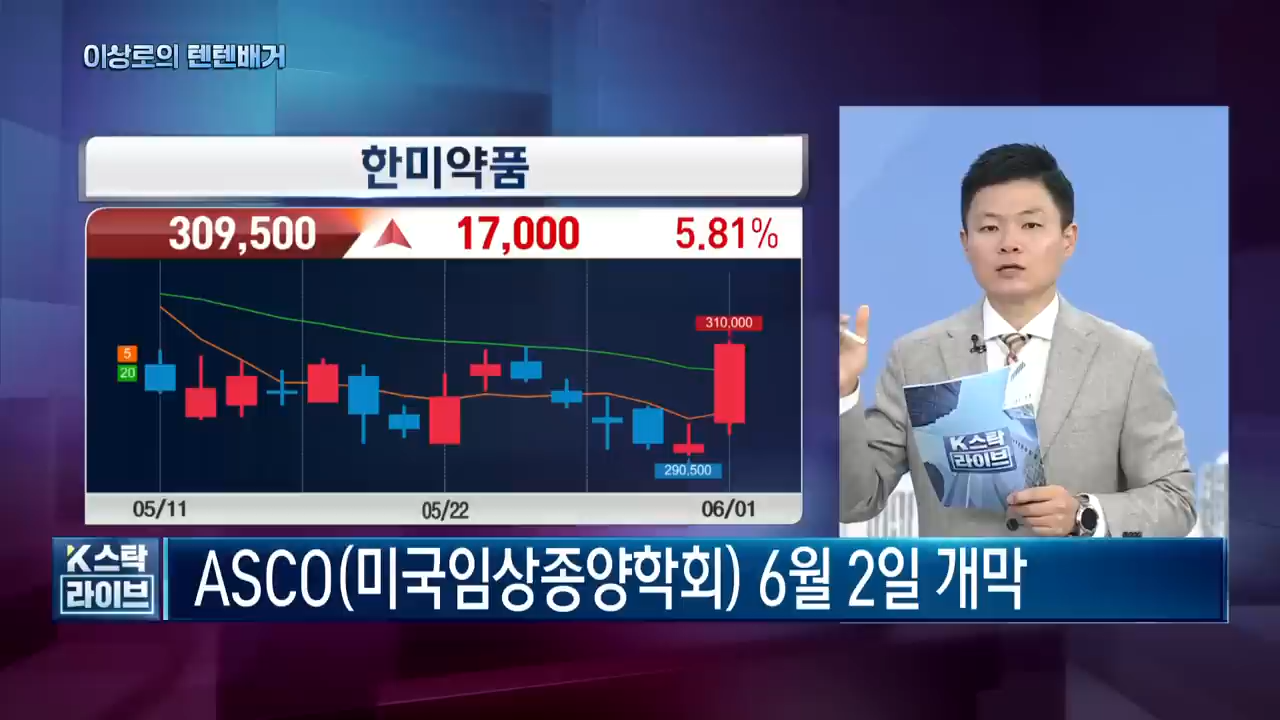 이상로의 텐텐배거
한미약품
309,500 ▲ 17,000 5.81%
310,000
5
20
290,500
05/11 05/22 06/01
K스탁
라이브
K스탁
라이브
ASCO(미국임상종양학회) 6월 2일 개막